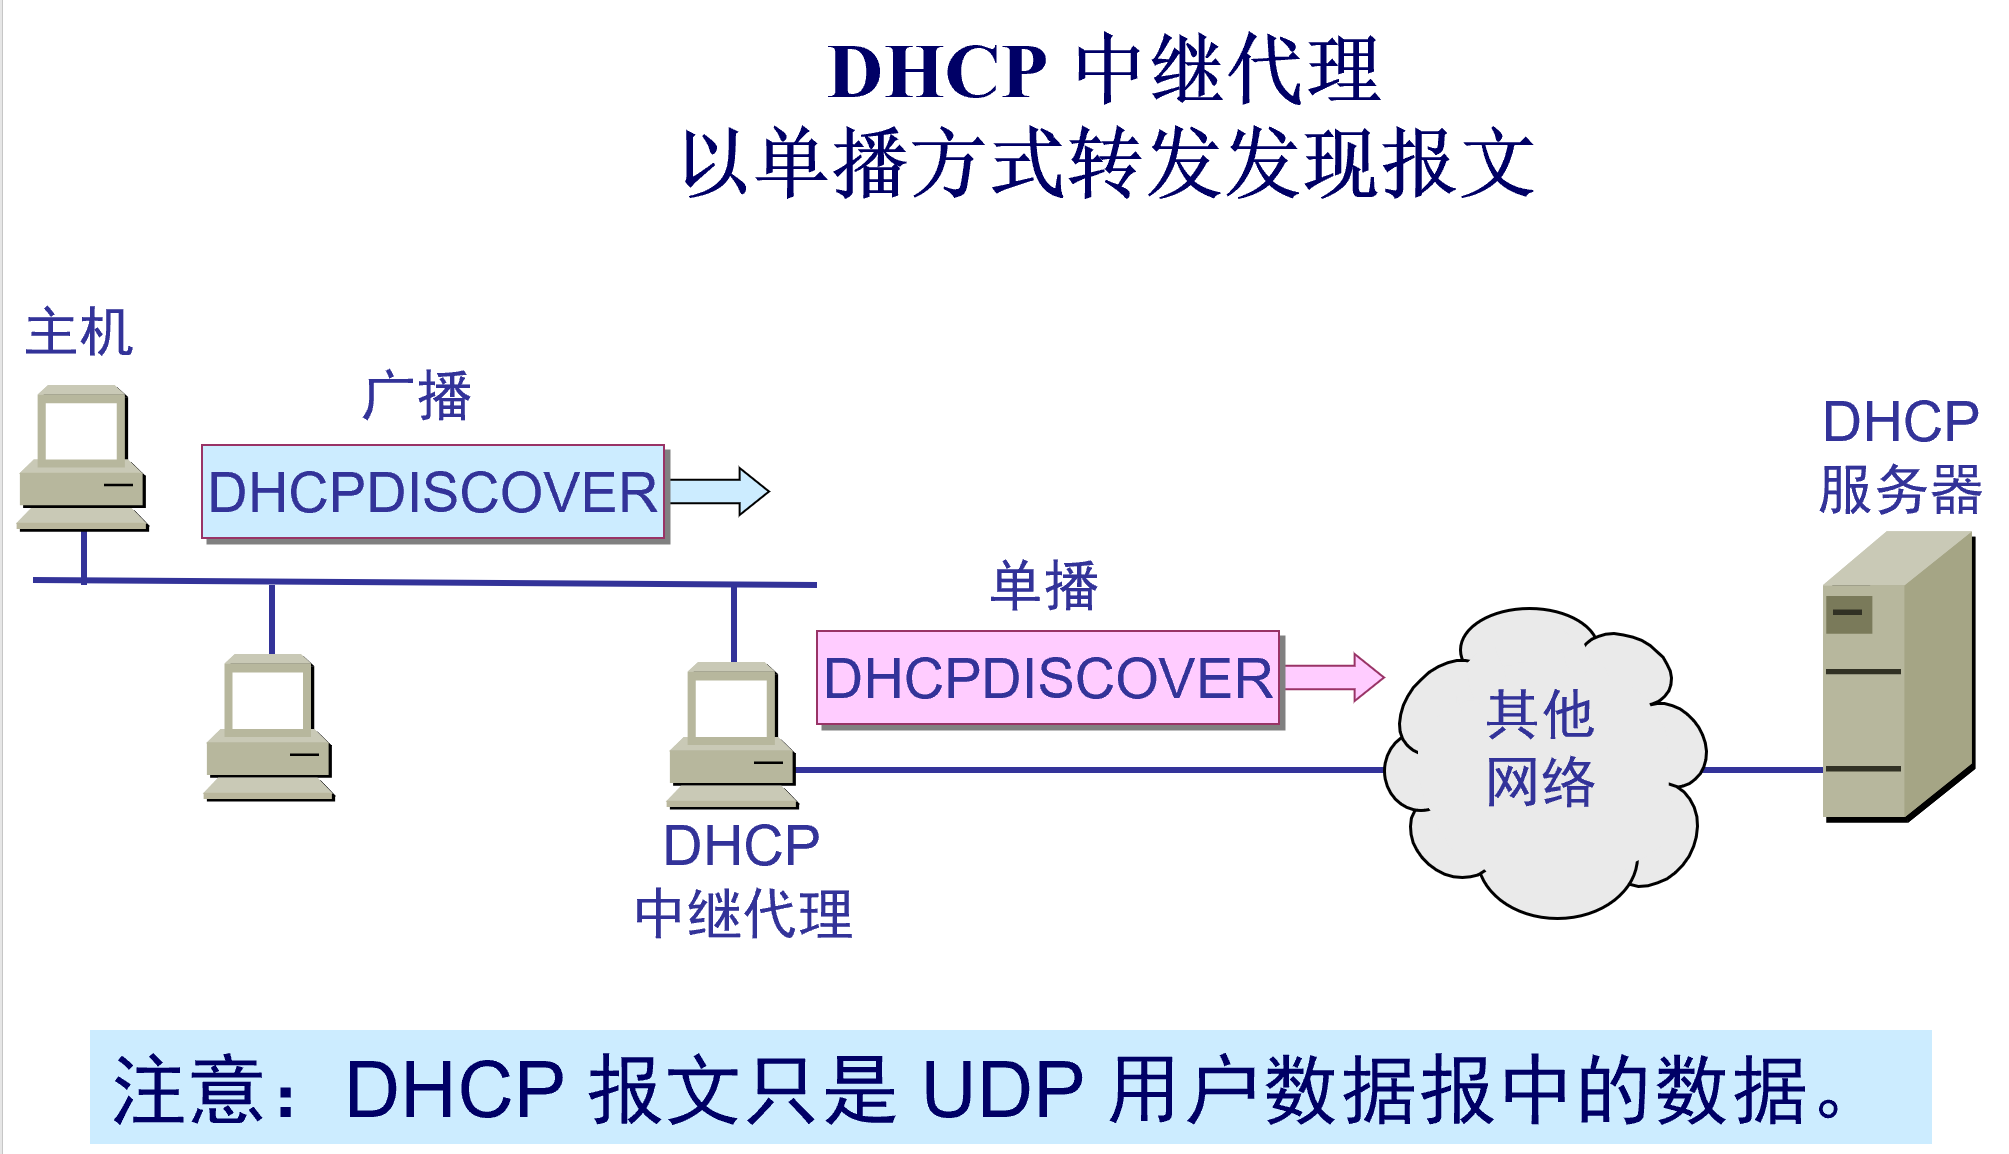 DHCP 中继代理
以单播方式转发发现报文
主机
广播
DHCPDISCOVER
DHCP
服务器
单播
DHCPDISCOVER
其他
网络
DHCP
中继代理
注意：DHCP 报文只是 UDP 用户数据报中的数据。